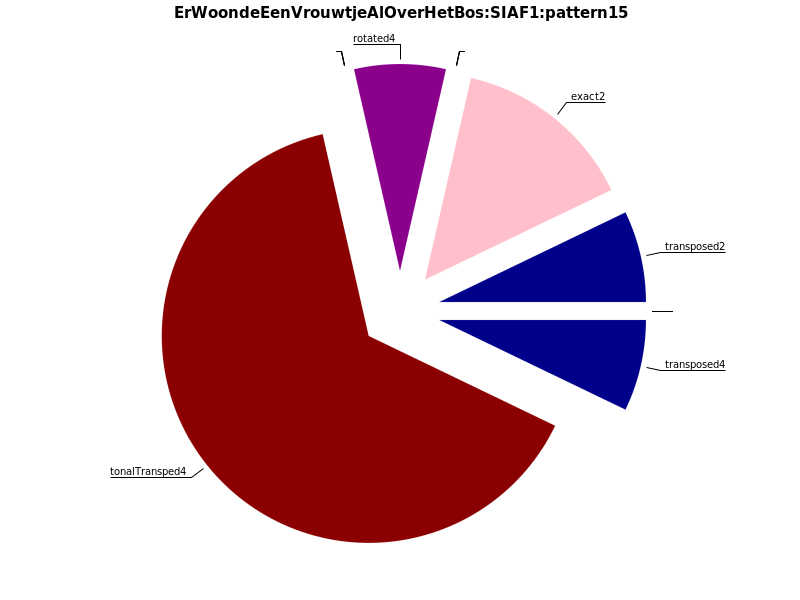 ErWoondeEenVrouwtjeAlOverHetBos:SIAF1:pattern15
rotated4
exact2
transposed2
transposed4
tonalTransped4